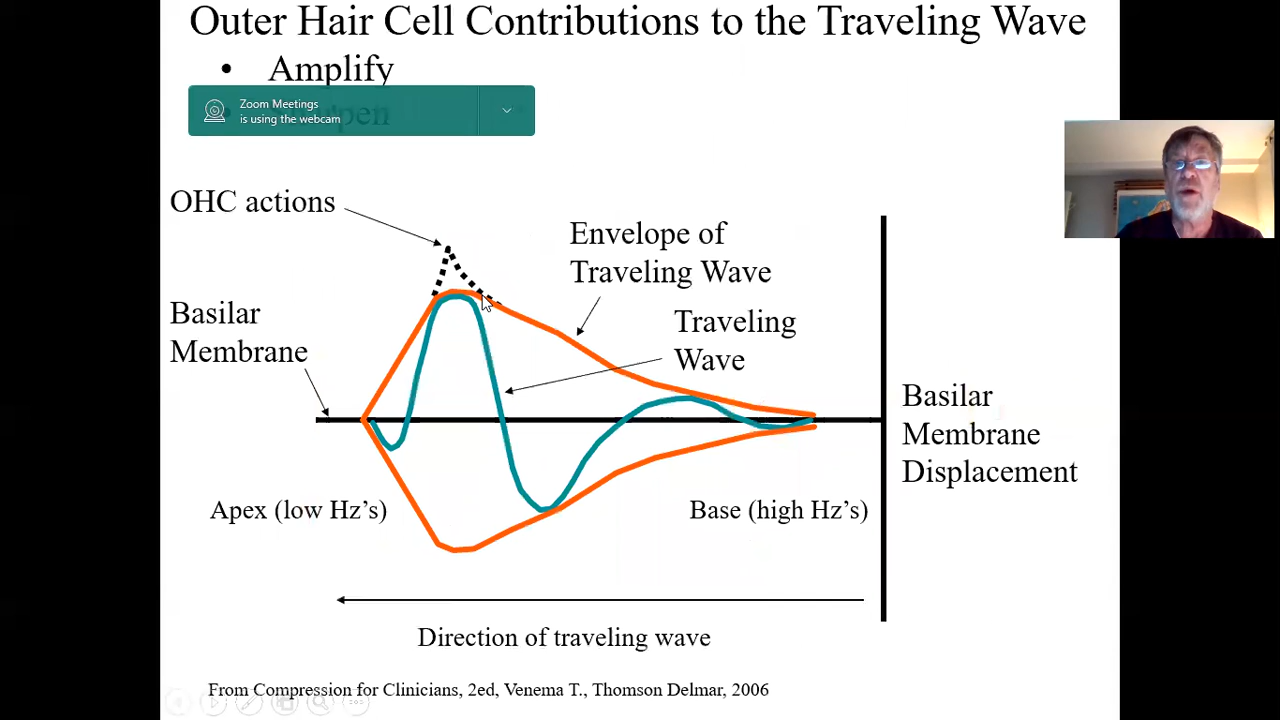 Outer Hair Cell Contributions to the Traveling Wave
• Amplify
Zoom Meetings
is using the webcam
OHC actions
Envelope of
Traveling Wave
Basilar
Membrane
Traveling
Wave
Basilar
Membrane
Displacement
Apex (low Hz’s)
Base (high Hz’s)
Direction of traveling wave
From Compression for Clinicians, 2ed, Venema T., Thomson Delmar, 2006